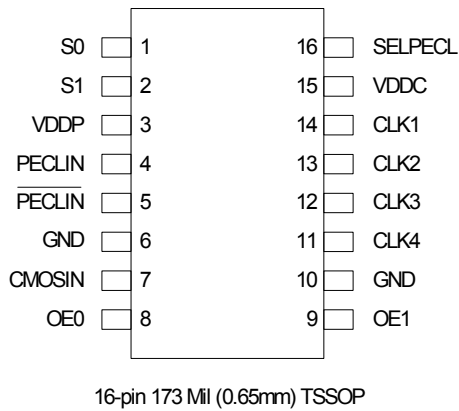 S0 1 16 SELPECL
S1 2 15 VDDC
VDDP 3 14 CLK1
PECLIN 4 13 CLK2
PECLIN 5 12 CLK3
GND 6 11 CLK4
CMOSIN 7 10 GND
OE0 8 9 OE1
16-pin 173 Mil (0.65mm) TSSOP